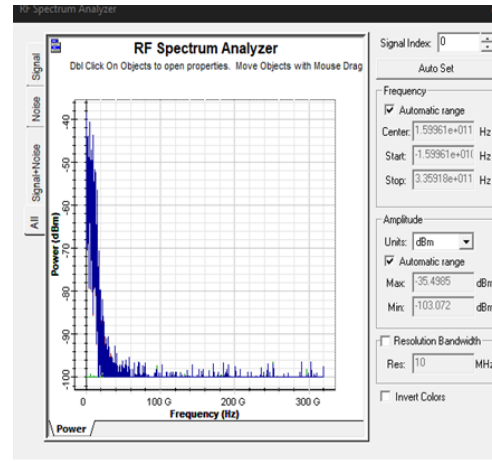 RF Spectrum Analyzer
RF Spectrum Analyzer
Dbl Click On Objects to open properties. Move Objects with Mouse Drag
Signal
Noise
Signal+Noise
All
Power (dBm)
-40
-50
-60
-70
-80
-90
-100
0
100 G
200 G
300 G
Frequency (Hz)
Power
Signal Index: 0
Auto Set
Frequency
Automatic range
Center: 1.59961e+011 Hz
Start: -1.59961e+010 Hz
Stop: 3.35918e+011 Hz
Amplitude
Units: dBm
Automatic range
Max: -35.4985 dBm
Min: -103.072 dBm
Resolution Bandwidth
Res: 10 MHz
Invert Colors